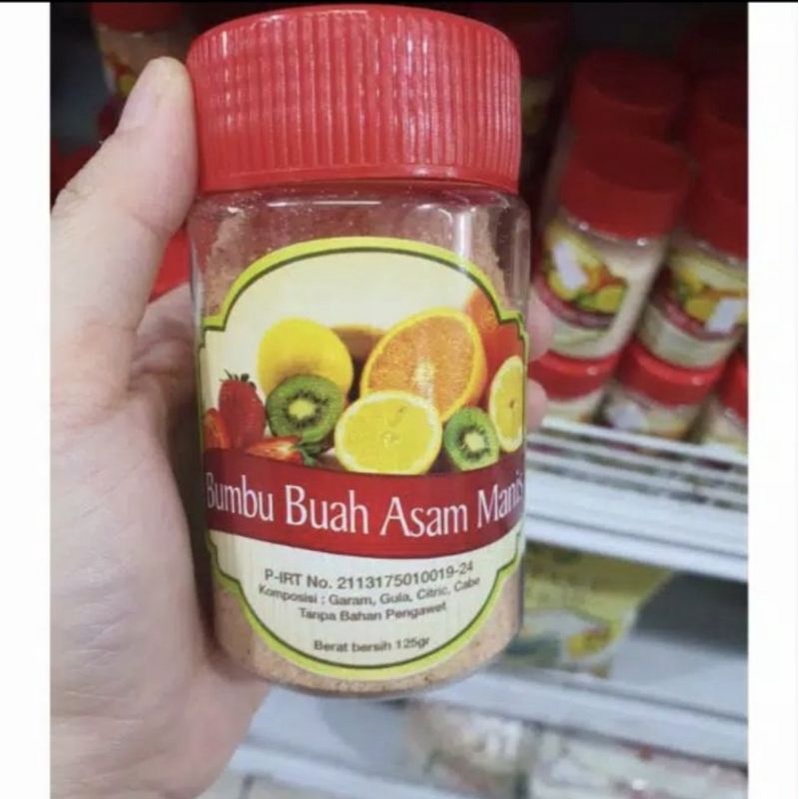 Bumbu Buah Asam Manis
P-IRT No. 2113175010019-24
Komposisi : Garam, Gula, Citric, Cabe
Tanpa Bahan Pengawet
Berat bersih 125gr